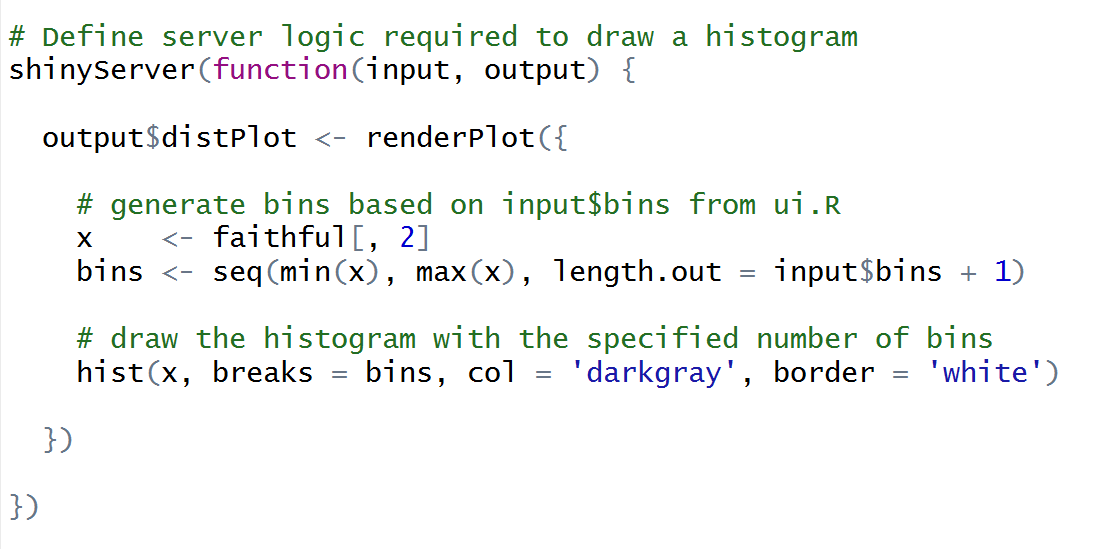 # Define server logic required to draw a histogram
shinyServer(function(input, output) {
output$distPlot <- renderPlot({
# generate bins based on input$bins from ui.R
x    <- faithful[, 2]
bins <- seq(min(x), max(x), length.out = input$bins + 1)
# draw the histogram with the specified number of bins
hist(x, breaks = bins, col = 'darkgray', border = 'white')
})
})